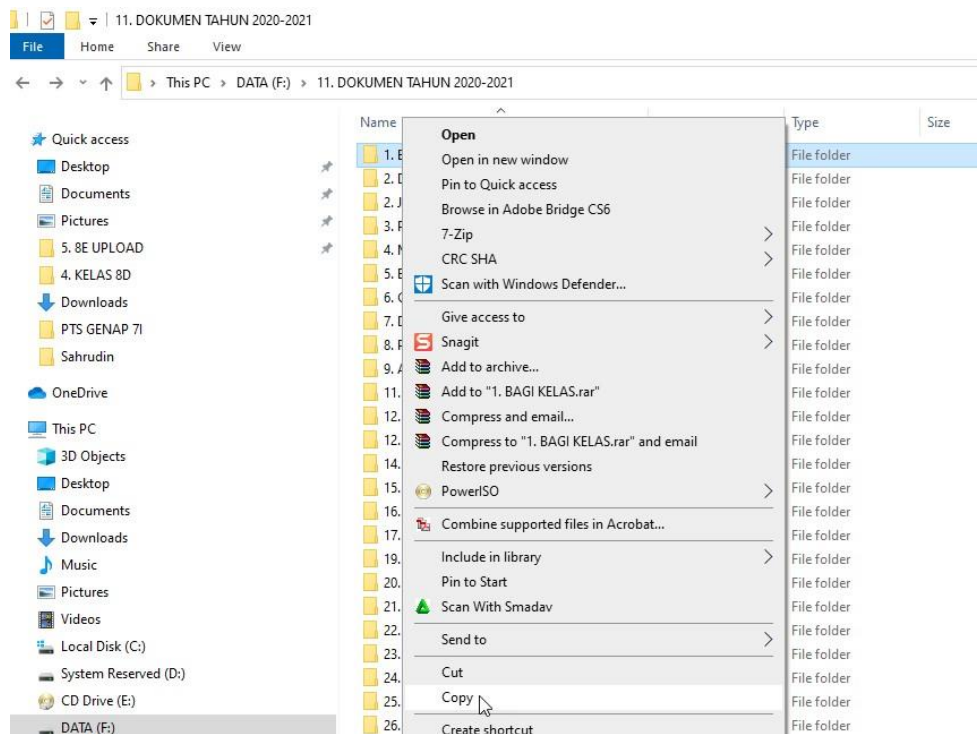 11. DOKUMEN TAHUN 2020-2021
File Home Share View
This PC > DATA (F:) > 11. DOKUMEN TAHUN 2020-2021
Quick access
Desktop
Documents
Pictures
5. 8E UPLOAD
4. KELAS 8D
Downloads
PTS GENAP 7I
Sahrudin
OneDrive
This PC
3D Objects
Desktop
Documents
Downloads
Music
Pictures
Videos
Local Disk (C:)
System Reserved (D:)
CD Drive (E:)
DATA (F:)
Name Type Size
1. File folder
2. File folder
2. J File folder
3. File folder
4. File folder
5. File folder
6. File folder
7. File folder
8. File folder
9. File folder
11. File folder
12. File folder
12. File folder
14. File folder
15. File folder
16. File folder
17. File folder
19. File folder
20. File folder
21. File folder
22. File folder
23. File folder
24. File folder
25. File folder
26. File folder
Open
Open in new window
Pin to Quick access
Browse in Adobe Bridge CS6
7-Zip
CRC SHA
Scan with Windows Defender...
Give access to
Snagit
Add to archive...
Add to "1. BAGI KELAS.rar"
Compress and email...
Compress to "1. BAGI KELAS.rar" and email
Restore previous versions
PowerISO
Combine supported files in Acrobat...
Include in library
Pin to Start
Scan With Smadav
Send to
Cut
Copy
Create shortcut